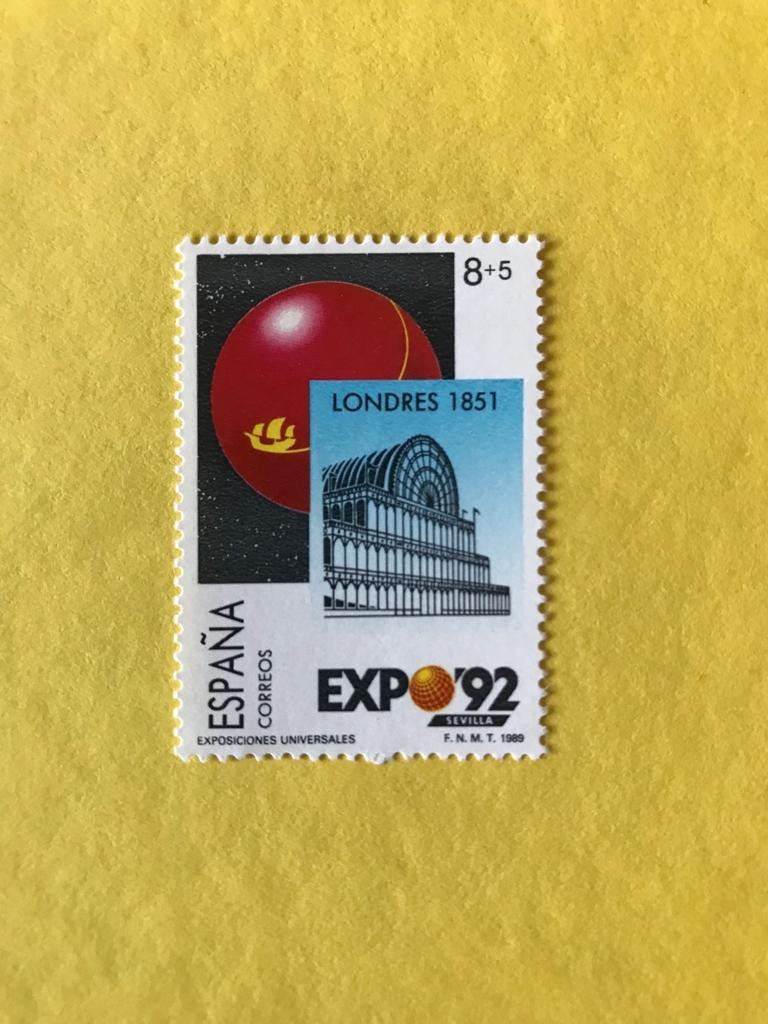 8+5
LONDRES 1851
ESPAÑA
CORREOS
EXPO'92
SEVILLA
EXPOSICIONES UNIVERSALES
F. N. M. T. 1989